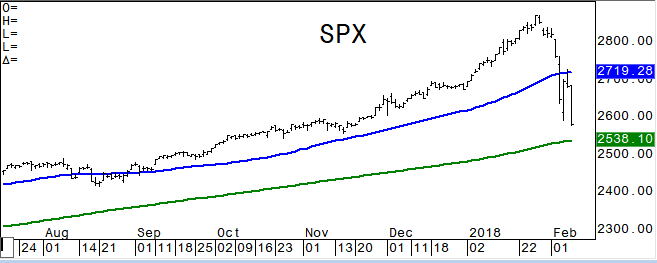 O=
H=
L=
L=
Δ=
SPX
2800.00
2719.28
2600.00
2538.10
2500.00
2400.00
2300.00
Aug Sep Oct Nov Dec 2018 Feb
24 01 14 21 01 11 18 25 02 09 16 23 01 13 20 01 11 18 02 22 01